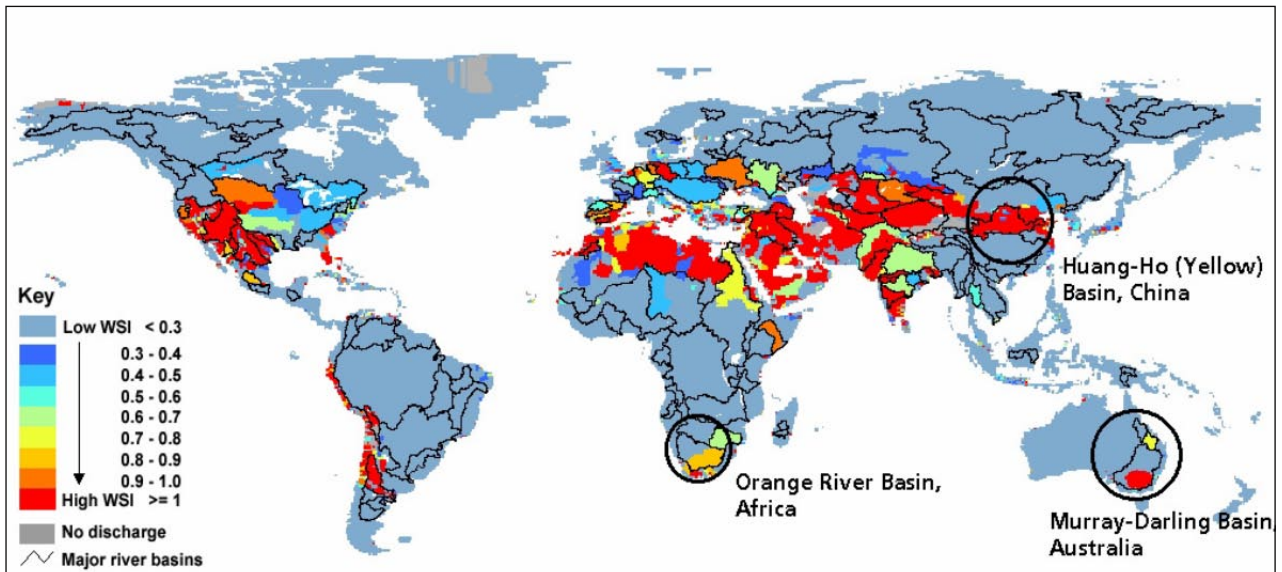 Huang-Ho (Yellow)
Basin, China
Orange River Basin,
Africa
Murray-Darling Basin,
Australia
Key
Low WSI < 0.3
0.3 - 0.4
0.4 - 0.5
0.5 - 0.6
0.6 - 0.7
0.7 - 0.8
0.8 - 0.9
0.9 - 1.0
High WSI >= 1
No discharge
Major river basins